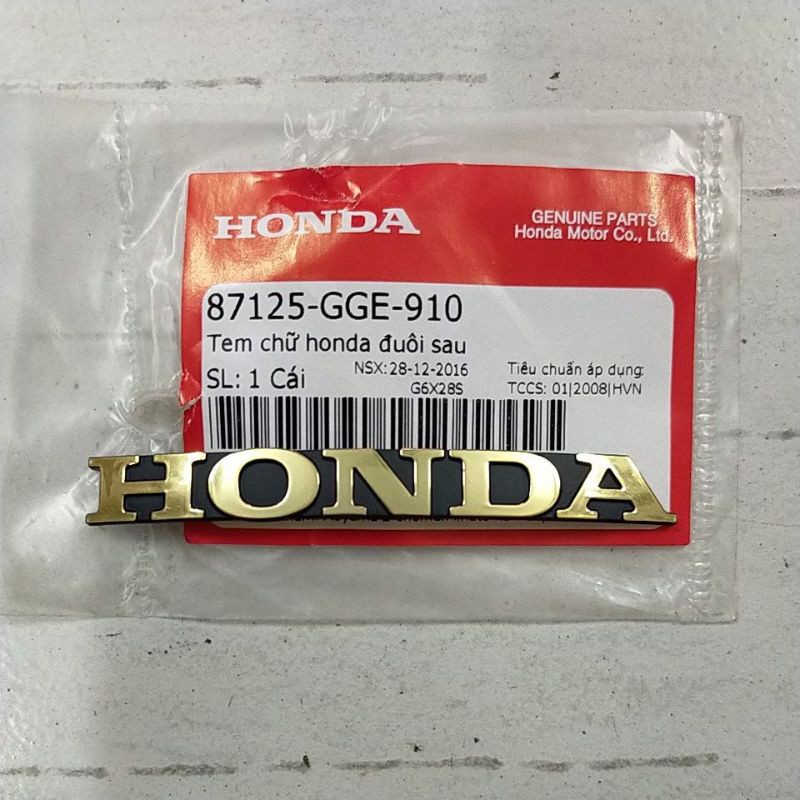 HONDA
GENUINE PARTS
Honda Motor Co., Ltd.
87125-GGE-910
Tem chữ honda đuôi sau
SL: 1 Cái
NSX: 28-12-2016
G6X28S
Tiêu chuẩn áp dụng:
TCCS: 01|2008|HVN
HONDA